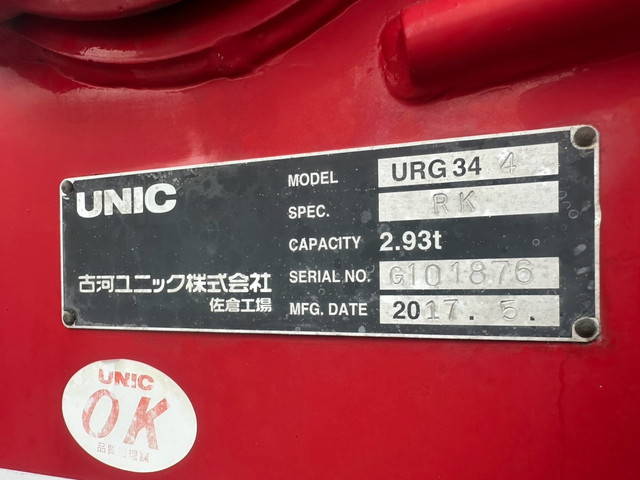 UNIC
MODEL URG34 4
SPEC. RK
CAPACITY 2.93t
古河ユニック株式会社
佐倉工場
SERIAL NO. G101876
MFG. DATE 2017. 5.
UNIC
OK